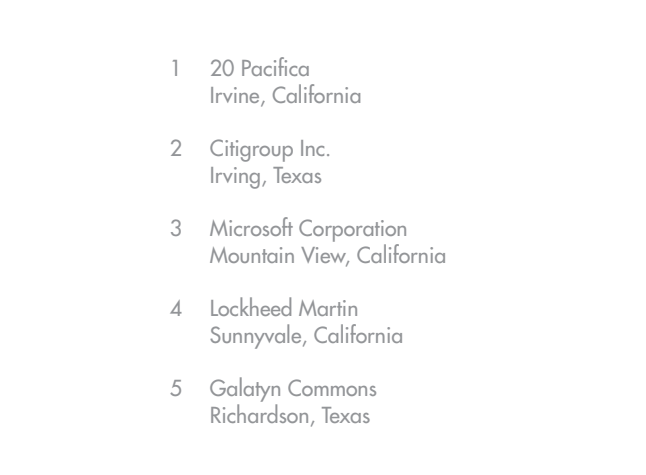 1 20 Pacifica
Irvine, California
2 Citigroup Inc.
Irving, Texas
3 Microsoft Corporation
Mountain View, California
4 Lockheed Martin
Sunnyvale, California
5 Galatyn Commons
Richardson, Texas